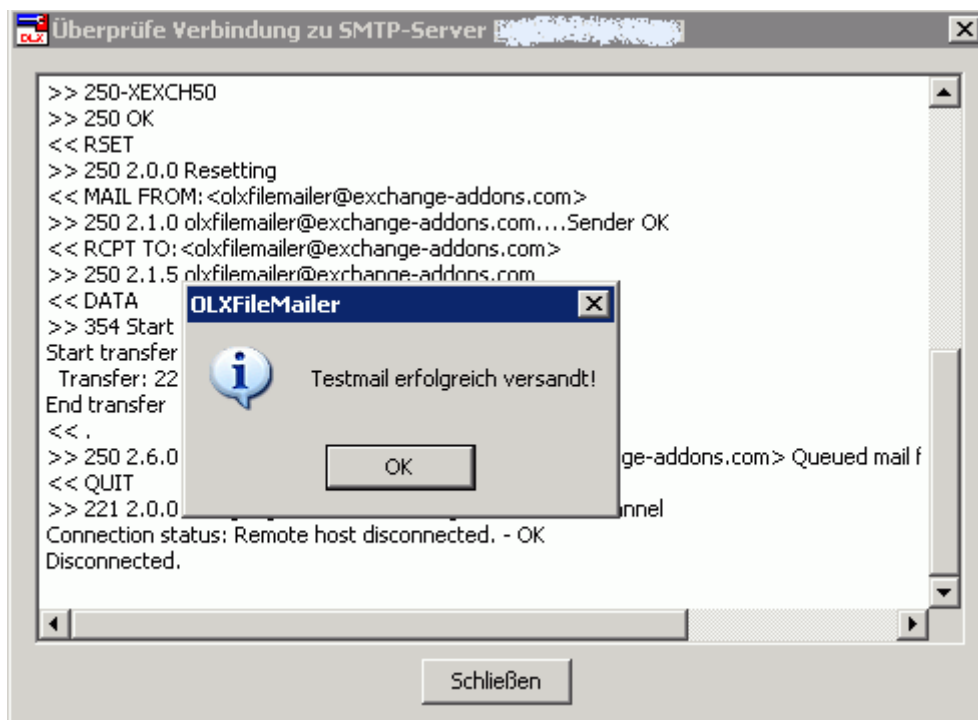 OLX Überprüfe Verbindung zu SMTP-Server
>> 250-XEXCH50
>> 250 OK
<< RSET
>> 250 2.0.0 Resetting
<< MAIL FROM:<olxfilemailer@exchange-addons.com>
>> 250 2.1.0 olxfilemailer@exchange-addons.com....Sender OK
<< RCPT TO:<olxfilemailer@exchange-addons.com>
>> 250 2.1.5 olxfilemailer@exchange-addons.com
<< DATA
>> 354 Start
Start transfer
Transfer: 22
End transfer
<< .
>> 250 2.6.0 ge-addons.com> Queued mail f
<< QUIT
>> 221 2.0.0 nnel
Connection status: Remote host disconnected. - OK
Disconnected.
OLXFileMailer
Testmail erfolgreich versandt!
OK
Schließen